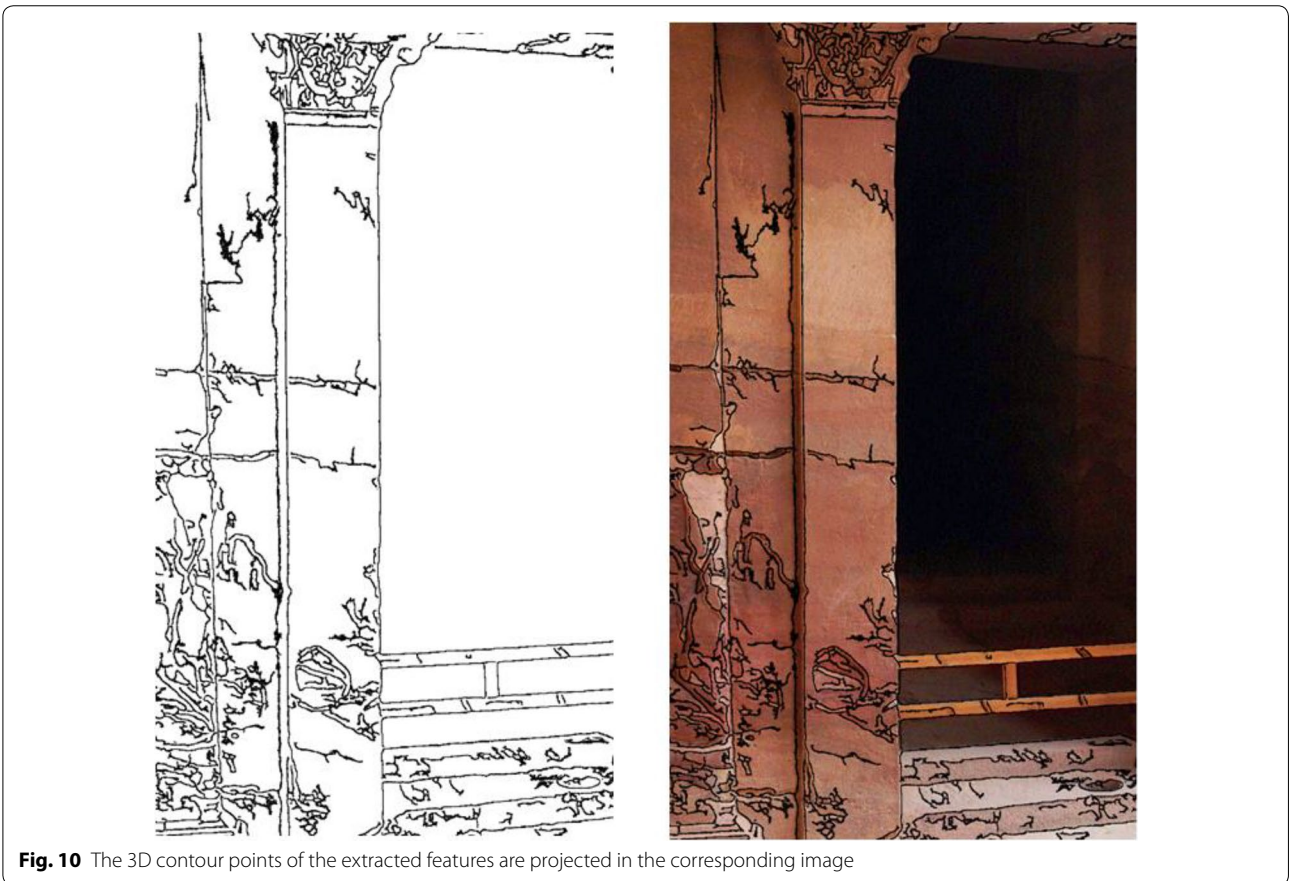 Fig. 10 The 3D contour points of the extracted features are projected in the corresponding image